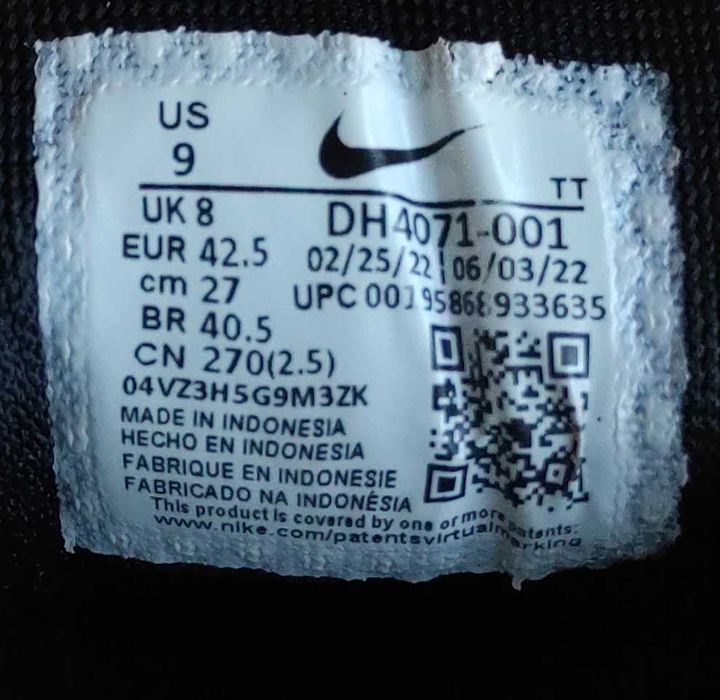 US
9
TT
UK 8
DH4071-001
EUR 42.5
02/25/22 06/03/22
cm 27
UPC 00195868933635
BR 40.5
CN 270(2.5)
04VZ3H5G9M3ZK
MADE IN INDONESIA
HECHO EN INDONESIA
FABRIQUE EN INDONESIE
FABRICADO NA INDONÉSIA
This product is covered by one or more patents:
www.nike.com/patentsvirtualmarking